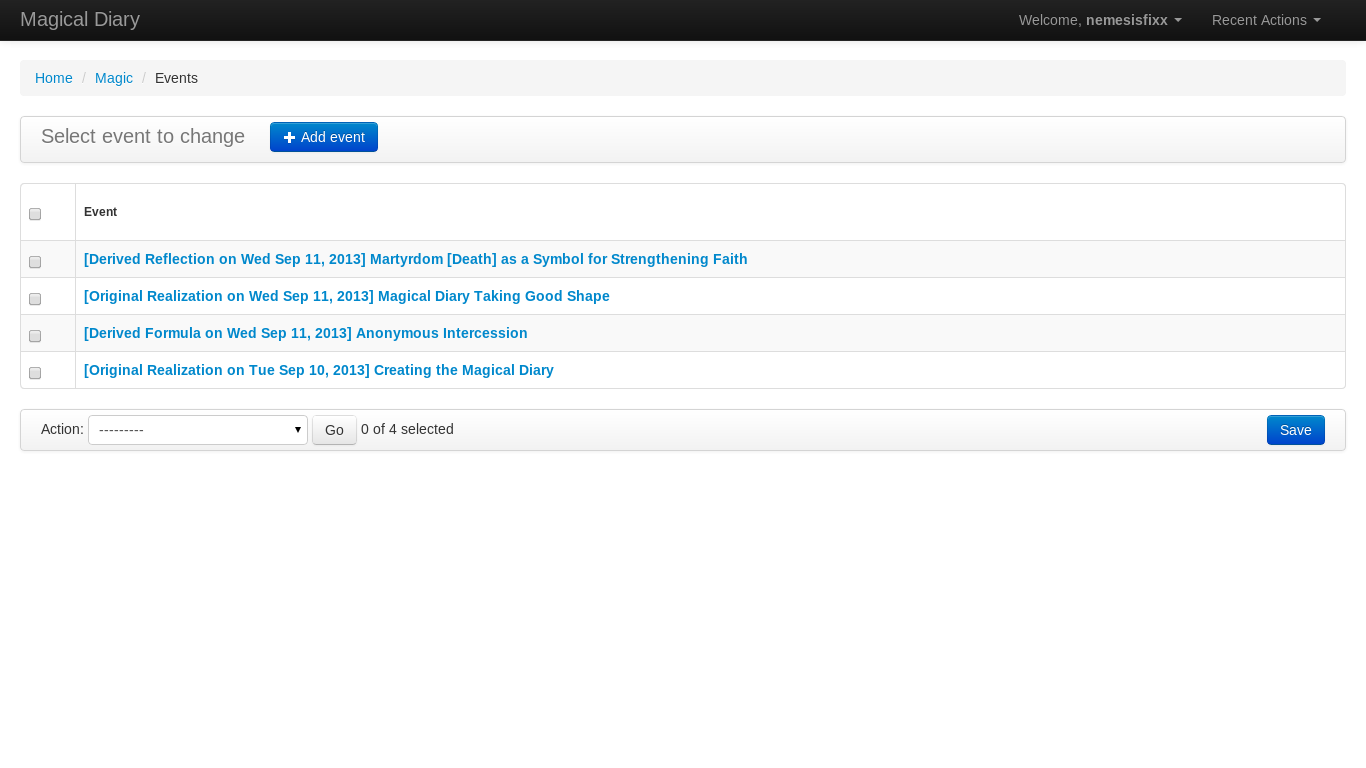 Magical Diary
Welcome, nemesisfixx
Recent Actions
Home / Magic / Events
Select event to change
Add event
Event
[Derived Reflection on Wed Sep 11, 2013] Martyrdom [Death] as a Symbol for Strengthening Faith
[Original Realization on Wed Sep 11, 2013] Magical Diary Taking Good Shape
[Derived Formula on Wed Sep 11, 2013] Anonymous Intercession
[Original Realization on Tue Sep 10, 2013] Creating the Magical Diary
Action: --------- Go 0 of 4 selected
Save